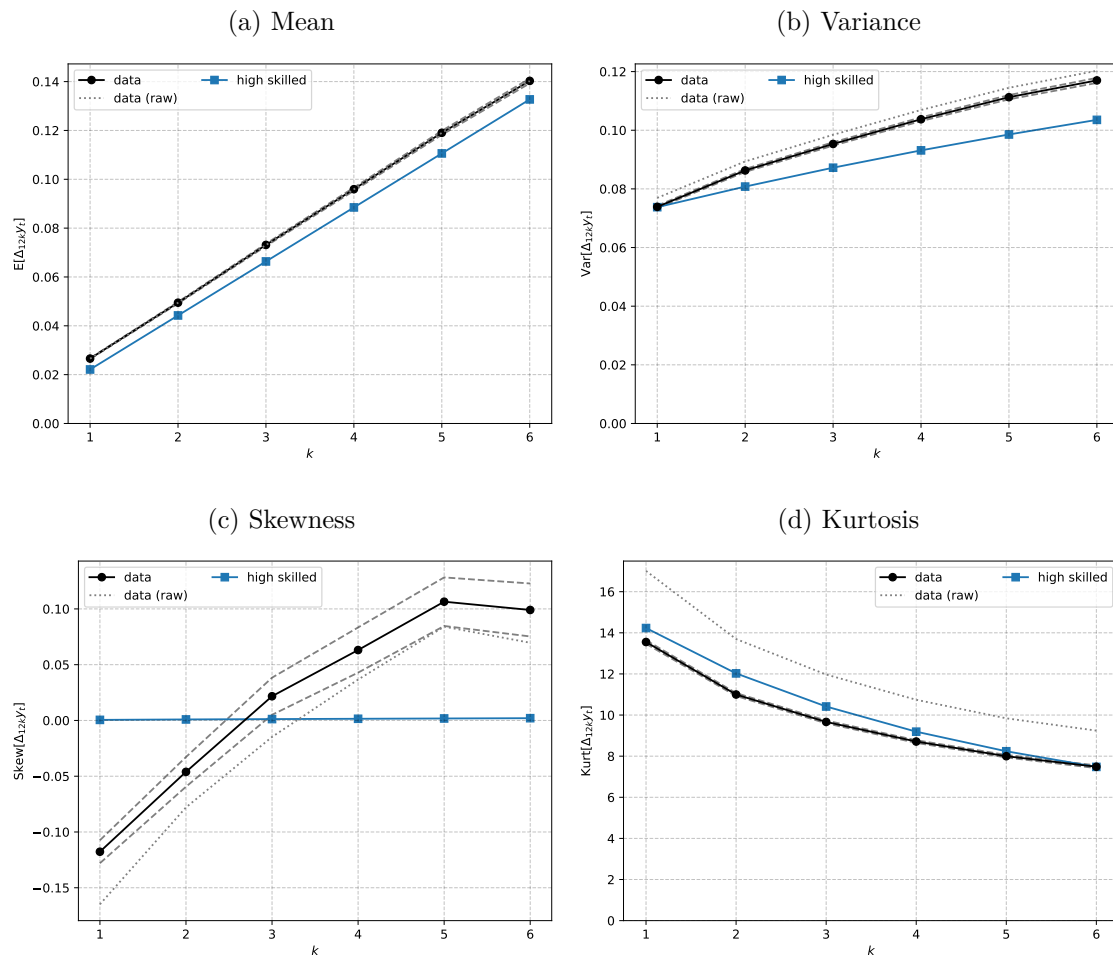 (a) Mean
data
high skilled
data (raw)
0.14
0.12
0.10
0.08
0.06
0.04
0.02
0.00
E[Δ₁₂ₖyₜ]
1 2 3 4 5 6
k
(b) Variance
data
high skilled
data (raw)
0.12
0.10
0.08
0.06
0.04
0.02
0.00
Var[Δ₁₂ₖyₜ]
1 2 3 4 5 6
k
(c) Skewness
data
high skilled
data (raw)
0.10
0.05
0.00
−0.05
−0.10
−0.15
Skew[Δ₁₂ₖyₜ]
1 2 3 4 5 6
k
(d) Kurtosis
data
high skilled
data (raw)
16
14
12
10
8
6
4
2
0
Kurt[Δ₁₂ₖyₜ]
1 2 3 4 5 6
k